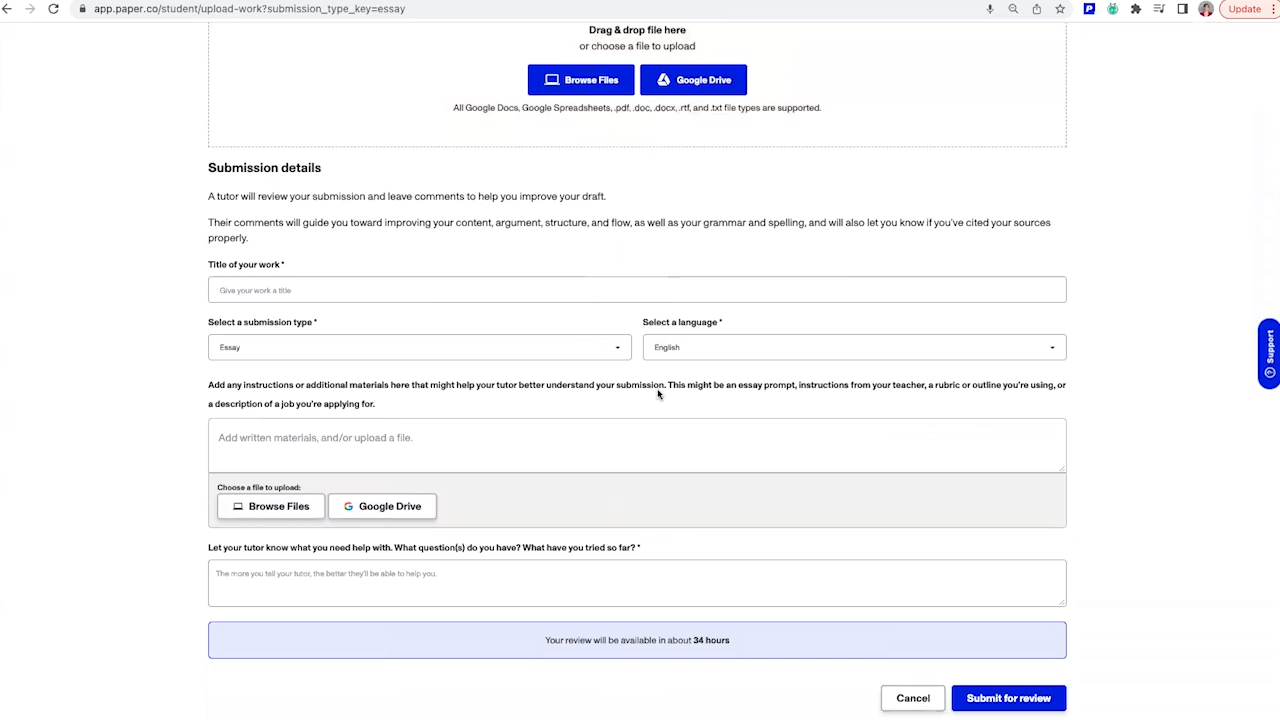 app.paper.co/student/upload-work?submission_type_key=essay
Update
Drag & drop file here
or choose a file to upload
Browse Files
Google Drive
All Google Docs, Google Spreadsheets, .pdf, .doc, .docx, .rtf, and .txt file types are supported.
Submission details
A tutor will review your submission and leave comments to help you improve your draft.
Their comments will guide you toward improving your content, argument, structure, and flow, as well as your grammar and spelling, and will also let you know if you've cited your sources
properly.
Title of your work *
Give your work a title
Select a submission type * Select a language *
Essay English
Add any instructions or additional materials here that might help your tutor better understand your submission. This might be an essay prompt, instructions from your teacher, a rubric or outline you're using, or
a description of a job you're applying for.
Add written materials, and/or upload a file.
Choose a file to upload:
Browse Files Google Drive
Let your tutor know what you need help with. What question(s) do you have? What have you tried so far? *
The more you tell your tutor, the better they'll be able to help you.
Your review will be available in about 34 hours
Cancel Submit for review
Support